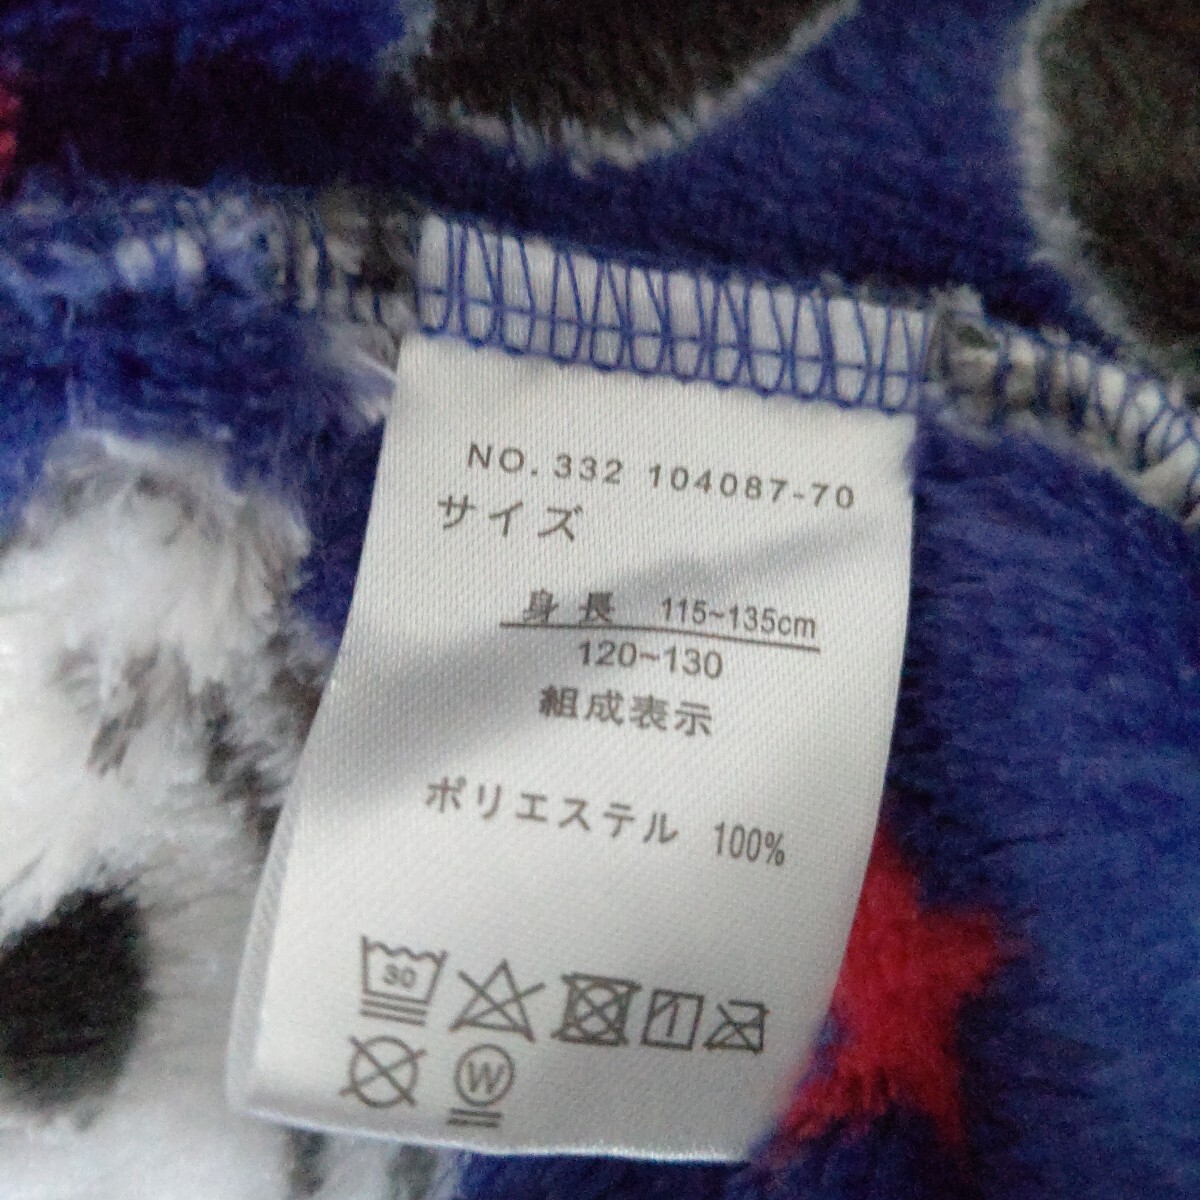 NO. 332 104087-70
サイズ
身長 115~135cm
120~130
組成表示
ポリエステル 100%
30
W